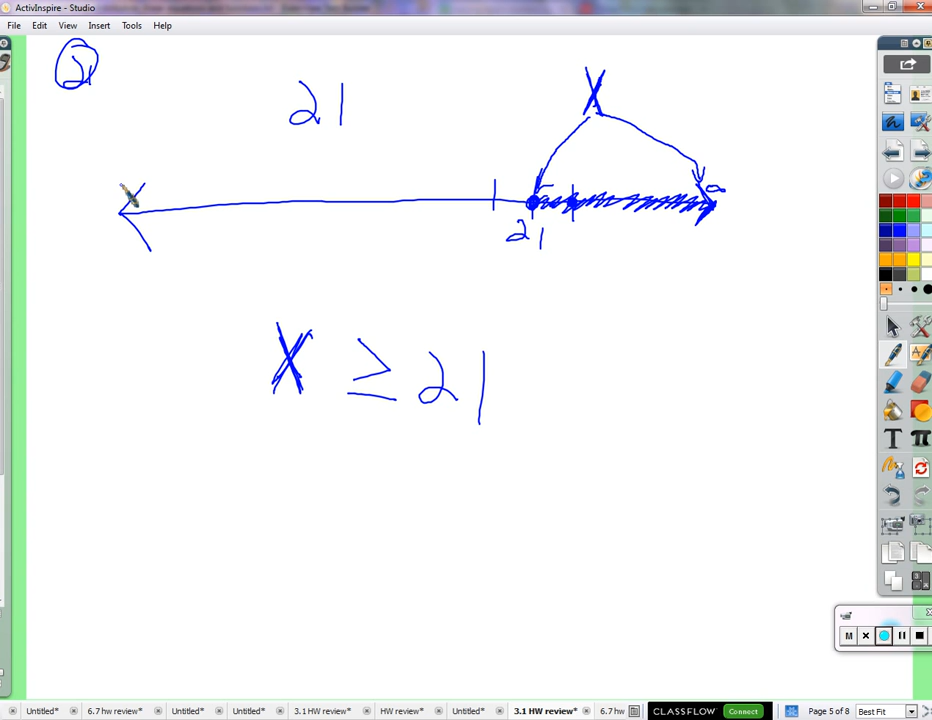 ActivInspire - Studio
File Edit View Insert Tools Help
2
21
X
∞
21
X ≥ 21
M
Untitled* Untitled* Untitled* 3.1 HW review* HW review* Untitled* 3.1 HW review* 6.7 hw CLASSFLOW Connect Page 5 of 8 Best Fit
6.7 hw review*